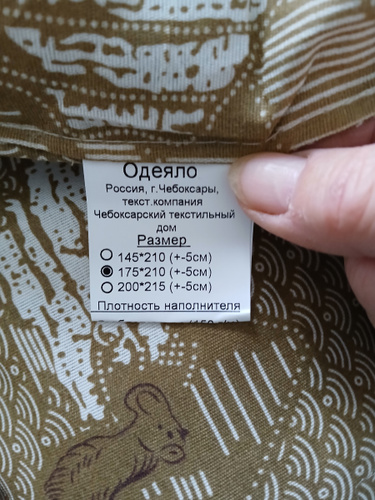 Одеяло
Россия, г.Чебоксары,
текст.компания
Чебоксарский текстильный
дом
Размер
145*210 (+-5см)
175*210 (+-5см)
200*215 (+-5см)
Плотность наполнителя